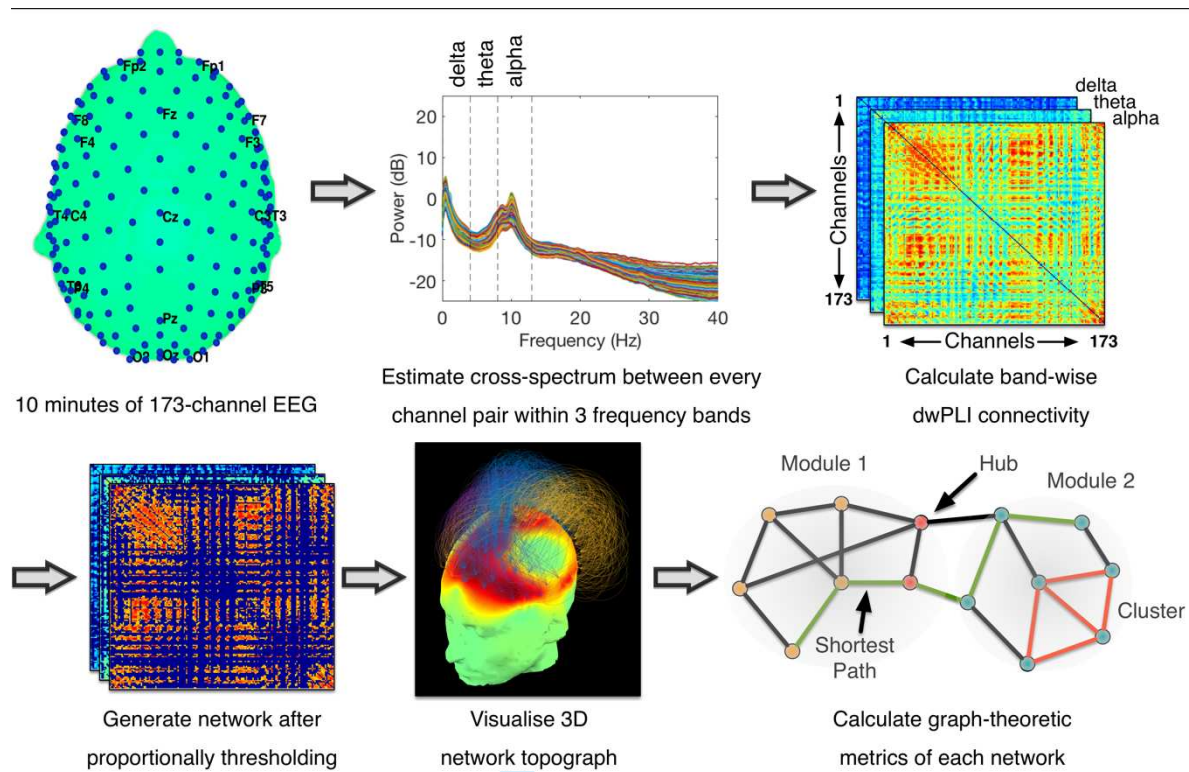 Fp2
Fp1
Fz
F8
F7
F4
F3
T4
C4
Cz
C3
T3
P4
Pz
O2
Oz
O1
10 minutes of 173-channel EEG
delta
theta
alpha
Power (dB)
20
10
0
-10
-20
0
10
20
30
40
Frequency (Hz)
Estimate cross-spectrum between every
channel pair within 3 frequency bands
delta
theta
alpha
1
Channels
173
1
Channels
173
Calculate band-wise
dwPLI connectivity
Generate network after
proportionally thresholding
Visualise 3D
network topograph
Module 1
Hub
Module 2
Cluster
Shortest
Path
Calculate graph-theoretic
metrics of each network